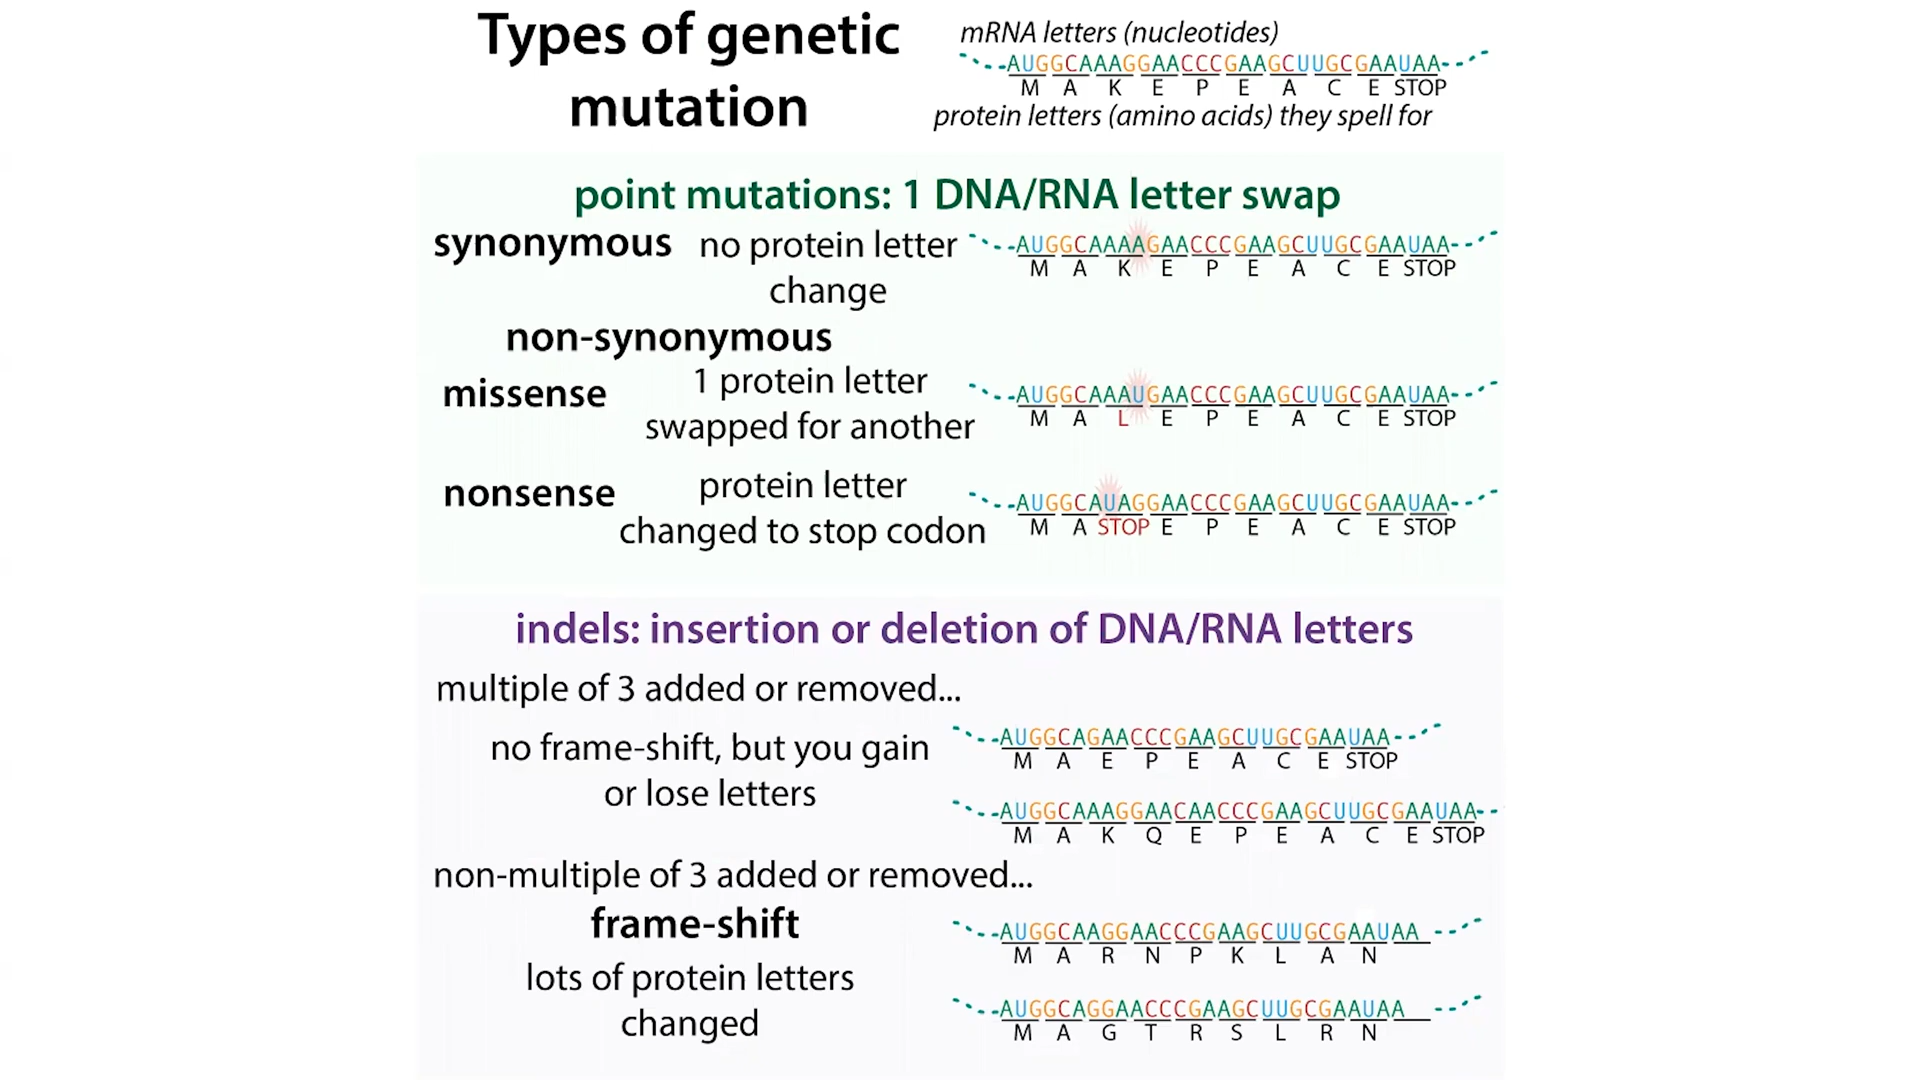 Types of genetic
mutation
mRNA letters (nucleotides)
AUGGCAAAGGAACCCGAAGCUUGCGAAUAA
M A K E P E A C E STOP
protein letters (amino acids) they spell for
point mutations: 1 DNA/RNA letter swap
synonymous no protein letter
change
AUGGCAAAAGAACCCGAAGCUUGCGAAUAA
M A K E P E A C E STOP
non-synonymous
missense 1 protein letter
swapped for another
AUGGCAAAUGAACCCGAAGCUUGCGAAUAA
M A L E P E A C E STOP
nonsense protein letter
changed to stop codon
AUGGCAUAGGAACCCGAAGCUUGCGAAUAA
M A STOP E P E A C E STOP
indels: insertion or deletion of DNA/RNA letters
multiple of 3 added or removed...
no frame-shift, but you gain
or lose letters
AUGGCAGAACCCGAAGCUUGCGAAUAA
M A E P E A C E STOP
AUGGCAAAGGAACAACCCGAAGCUUGCGAAUAA
M A K Q E P E A C E STOP
non-multiple of 3 added or removed...
frame-shift
lots of protein letters
changed
AUGGCAAGGAACCCGAAGCUUGCGAAUAA
M A R N P K L A N
AUGGCAGGAACCCGAAGCUUGCGAAUAA
M A G T R S L R N